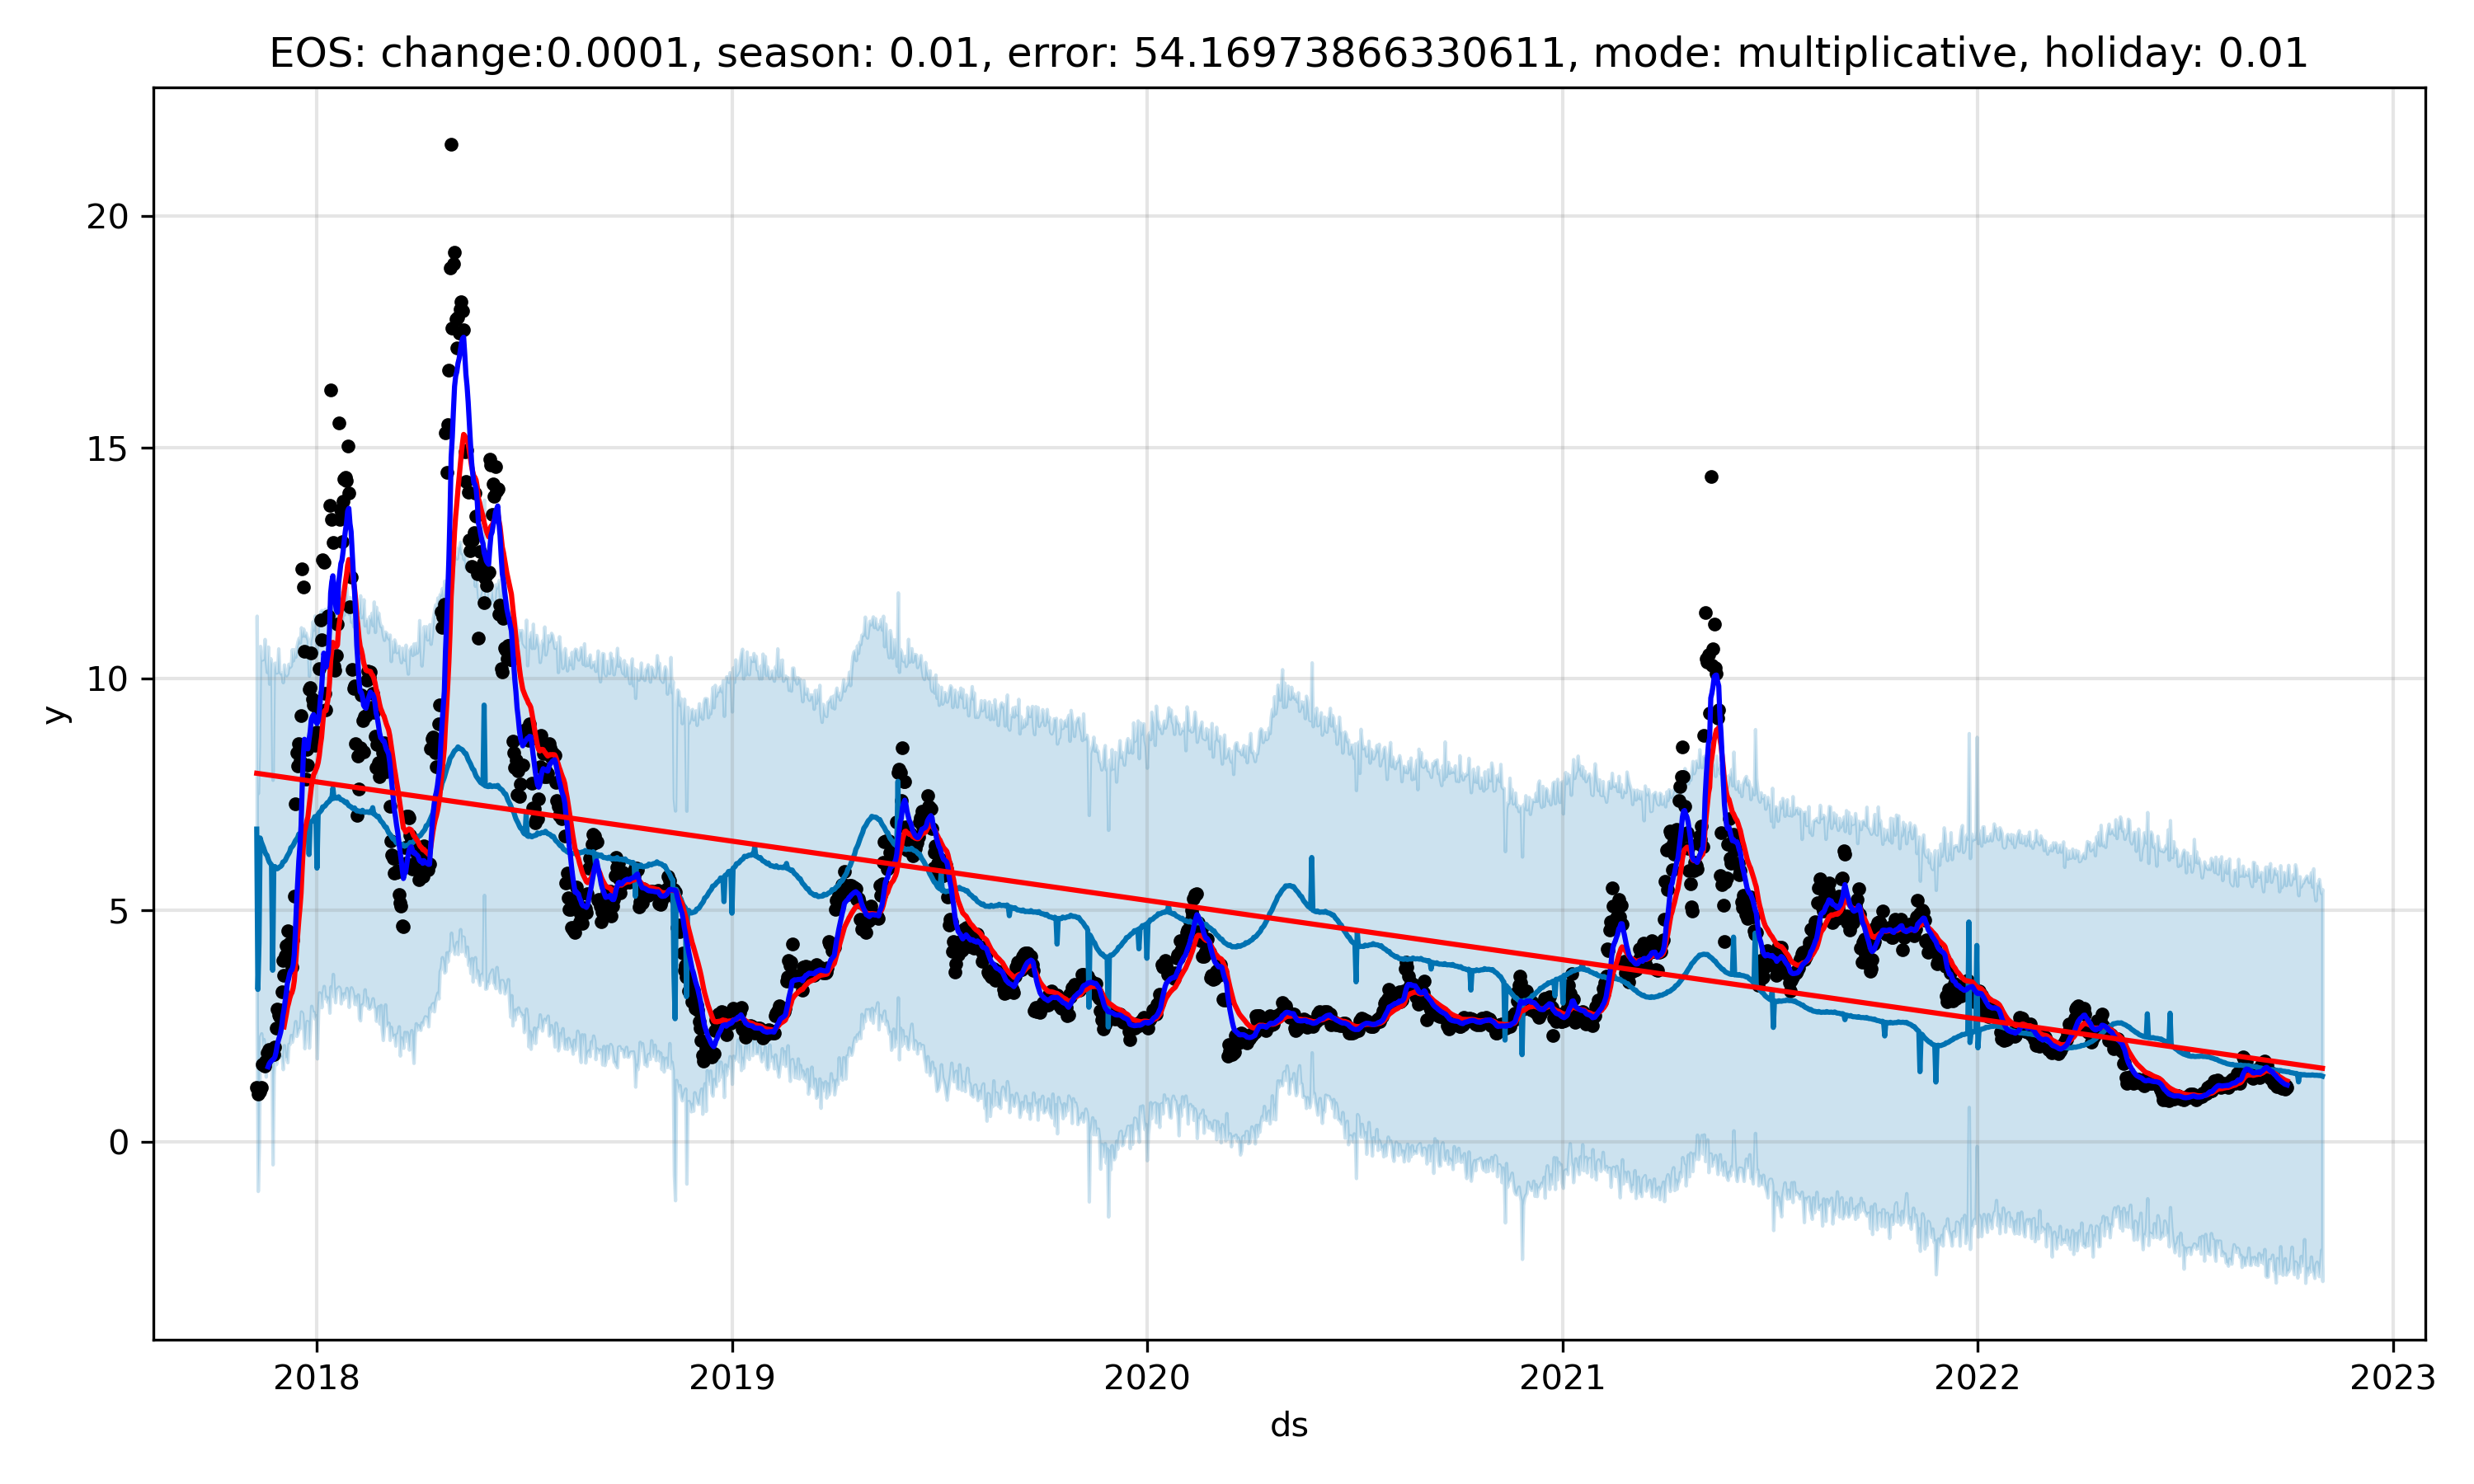 EOS: change:0.0001, season: 0.01, error: 54.16973866330611, mode: multiplicative, holiday: 0.01
y
20
15
10
5
0
2018 2019 2020 2021 2022 2023
ds